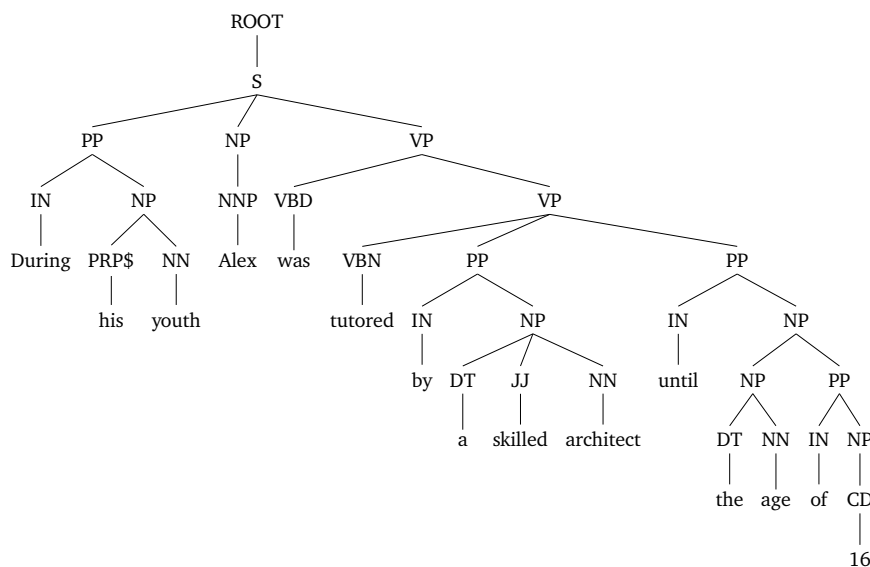 ROOT
S
PP NP VP
IN NP NNP VBD VP
During PRP$ NN Alex was VBN PP PP
his youth tutored IN NP IN NP
by DT JJ NN until NP PP
a skilled architect DT NN IN NP
the age of CD
16